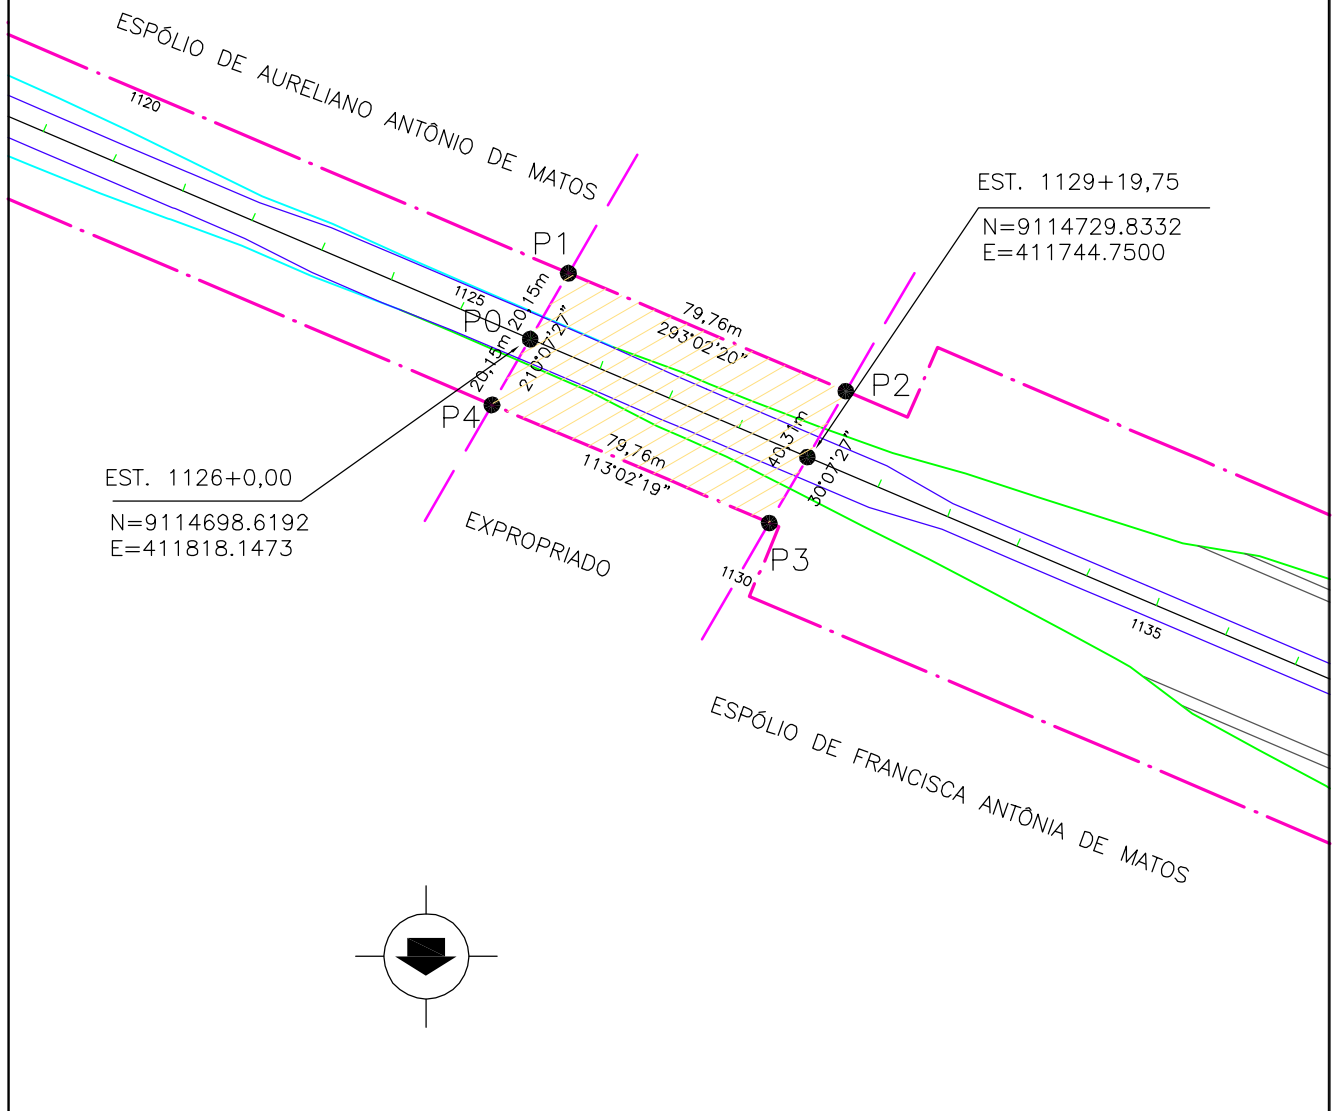 ESPÓLIO DE AURELIANO ANTÔNIO DE MATOS
1120
EST. 1129+19,75
N=9114729.8332
E=411744.7500
P1
20,15m
1125
P0
79,76m
293°02'20"
210°07'27"
20,15m
P2
P4
40,31m
30°07'27"
79,76m
113°02'19"
EST. 1126+0,00
N=9114698.6192
E=411818.1473
EXPROPRIADO
P3
1130
1135
ESPÓLIO DE FRANCISCA ANTÔNIA DE MATOS